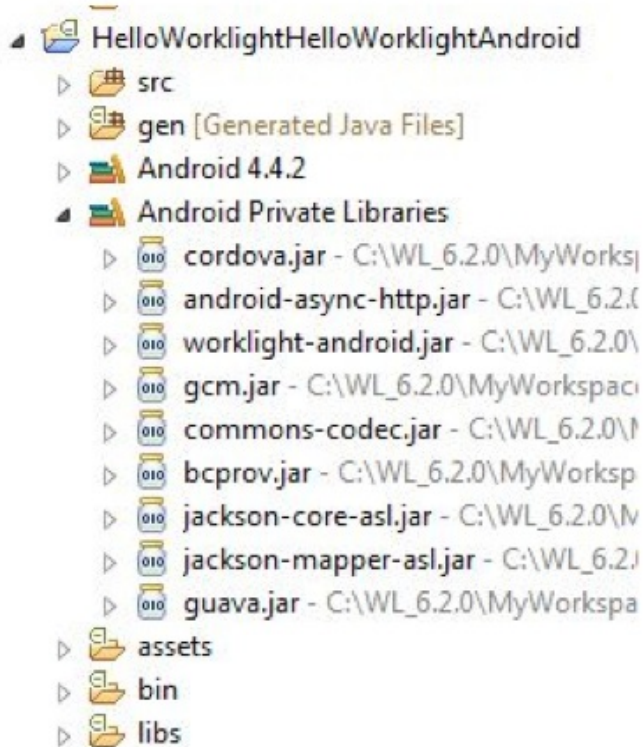 HelloWorklightHelloWorklightAndroid
src
gen [Generated Java Files]
Android 4.4.2
Android Private Libraries
cordova.jar - C:\WL_6.2.0\MyWorksp
android-async-http.jar - C:\WL_6.2.0
worklight-android.jar - C:\WL_6.2.0\
gcm.jar - C:\WL_6.2.0\MyWorkspac
commons-codec.jar - C:\WL_6.2.0\M
bcprov.jar - C:\WL_6.2.0\MyWorksp
jackson-core-asl.jar - C:\WL_6.2.0\M
jackson-mapper-asl.jar - C:\WL_6.2.
guava.jar - C:\WL_6.2.0\MyWorkspa
assets
bin
libs